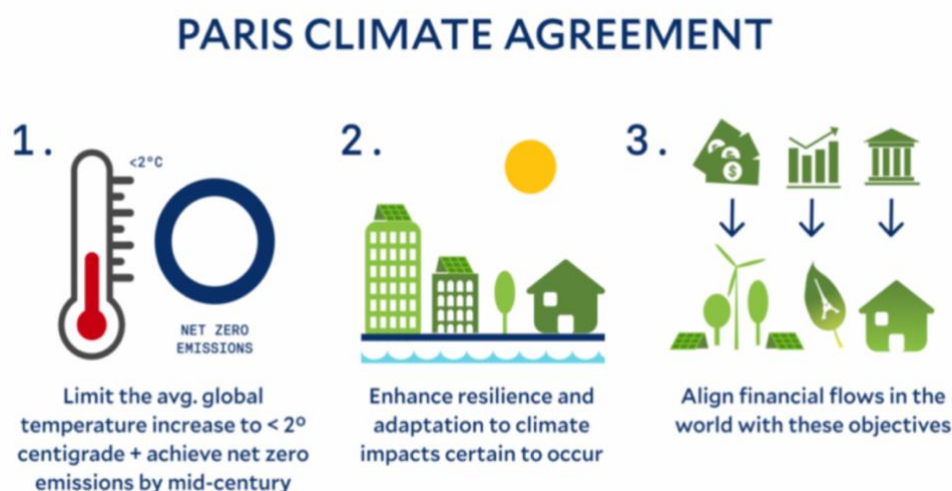 PARIS CLIMATE AGREEMENT
1.
<2°C
NET ZERO
EMISSIONS
Limit the avg. global
temperature increase to < 2º
centigrade + achieve net zero
emissions by mid-century
2.
Enhance resilience and
adaptation to climate
impacts certain to occur
3.
$
Align financial flows in the
world with these objectives